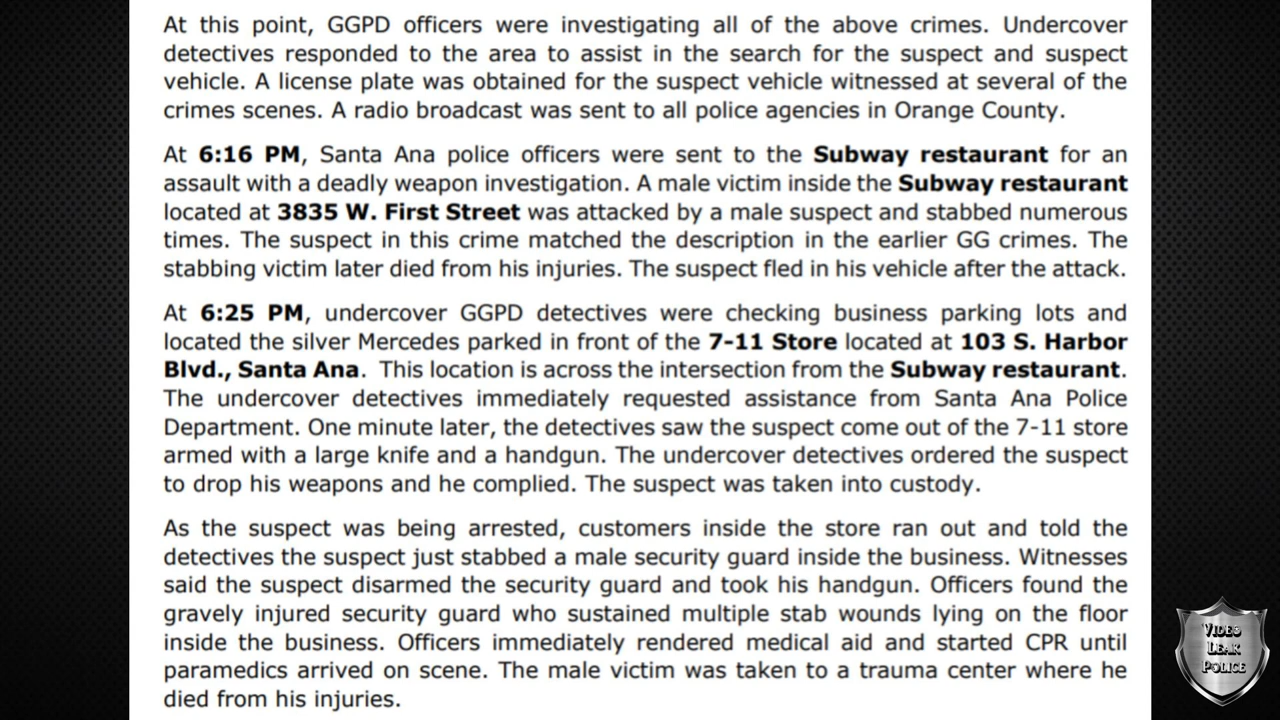 At this point, GGPD officers were investigating all of the above crimes. Undercover
detectives responded to the area to assist in the search for the suspect and suspect
vehicle. A license plate was obtained for the suspect vehicle witnessed at several of the
crimes scenes. A radio broadcast was sent to all police agencies in Orange County.
At 6:16 PM, Santa Ana police officers were sent to the Subway restaurant for an
assault with a deadly weapon investigation. A male victim inside the Subway restaurant
located at 3835 W. First Street was attacked by a male suspect and stabbed numerous
times. The suspect in this crime matched the description in the earlier GG crimes. The
stabbing victim later died from his injuries. The suspect fled in his vehicle after the attack.
At 6:25 PM, undercover GGPD detectives were checking business parking lots and
located the silver Mercedes parked in front of the 7-11 Store located at 103 S. Harbor
Blvd., Santa Ana. This location is across the intersection from the Subway restaurant.
The undercover detectives immediately requested assistance from Santa Ana Police
Department. One minute later, the detectives saw the suspect come out of the 7-11 store
armed with a large knife and a handgun. The undercover detectives ordered the suspect
to drop his weapons and he complied. The suspect was taken into custody.
As the suspect was being arrested, customers inside the store ran out and told the
detectives the suspect just stabbed a male security guard inside the business. Witnesses
said the suspect disarmed the security guard and took his handgun. Officers found the
gravely injured security guard who sustained multiple stab wounds lying on the floor
inside the business. Officers immediately rendered medical aid and started CPR until
paramedics arrived on scene. The male victim was taken to a trauma center where he
died from his injuries.
Video
Leak
Police